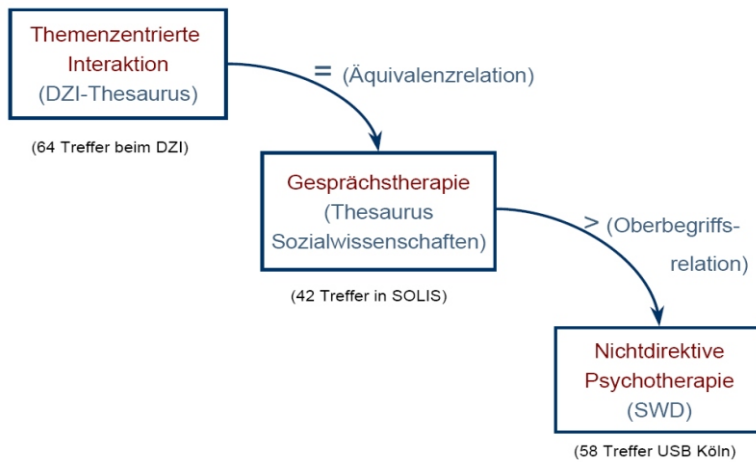 Themenzentrierte
Interaktion
(DZI-Thesaurus)
= (Äquivalenzrelation)
(64 Treffer beim DZI)
Gesprächstherapie
(Thesaurus
Sozialwissenschaften)
> (Oberbegriffs-
relation)
(42 Treffer in SOLIS)
Nichtdirektive
Psychotherapie
(SWD)
(58 Treffer USB Köln)